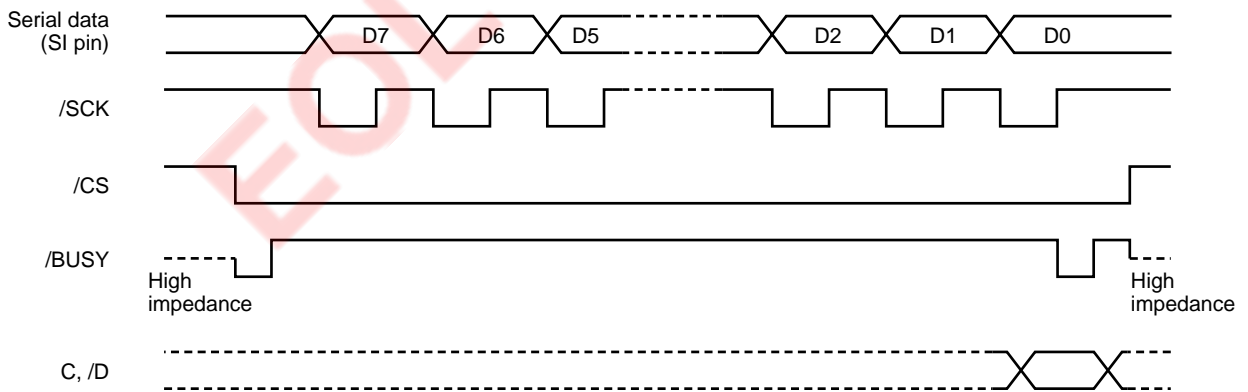 Serial data
(SI pin)
D7
D6
D5
D2
D1
D0
/SCK
/CS
/BUSY
High
impedance
High
impedance
C, /D
EOL